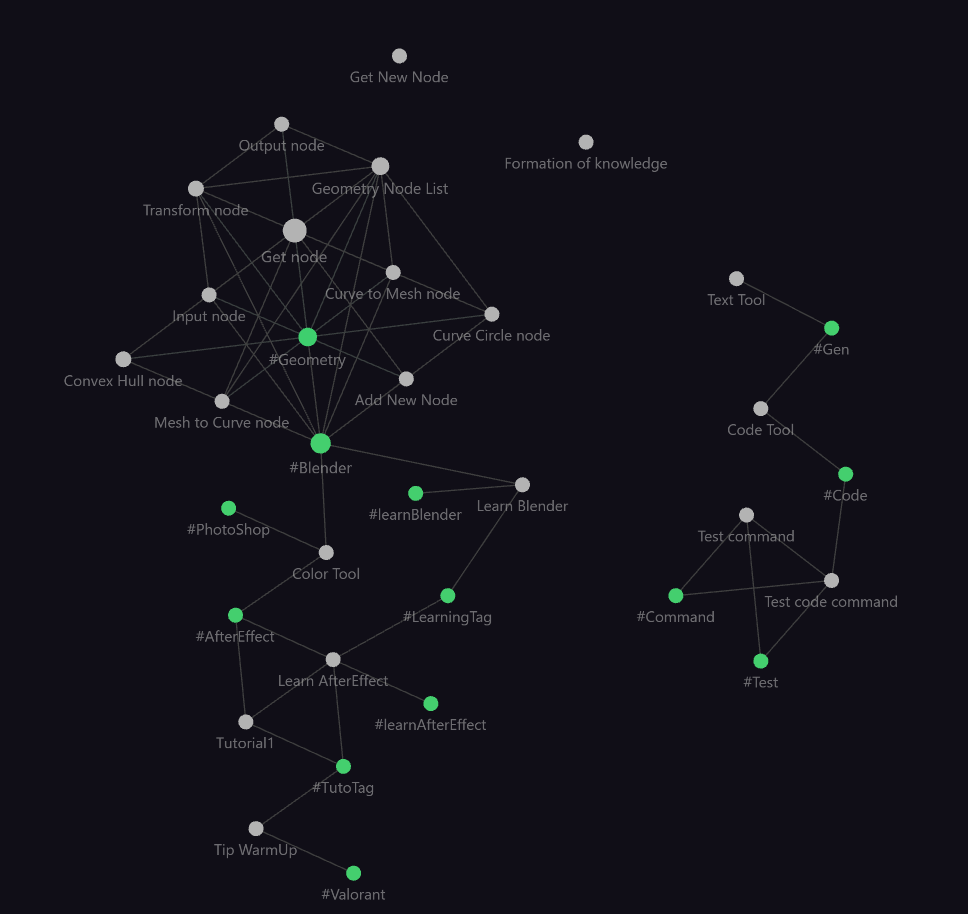 Get New Node
Output node
Formation of knowledge
Geometry Node List
Transform node
Get node
Curve to Mesh node
Text Tool
Input node
Curve Circle node
#Gen
#Geometry
Convex Hull node
Add New Node
Mesh to Curve node
Code Tool
#Blender
#Code
Learn Blender
#learnBlender
#PhotoShop
Test command
Color Tool
Test code command
#LearningTag
#Command
#AfterEffect
Learn AfterEffect
#Test
#learnAfterEffect
Tutorial1
#TutoTag
Tip WarmUp
#Valorant